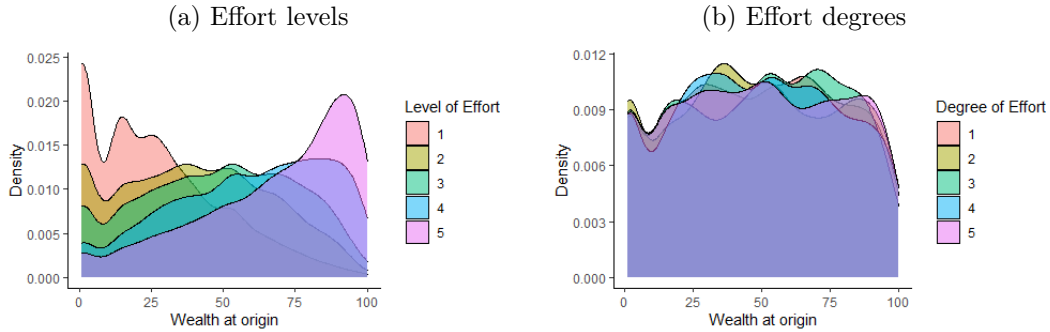 (a) Effort levels
0.025
0.020
0.015
0.010
0.005
0.000
Density
0 25 50 75 100
Wealth at origin
Level of Effort
1
2
3
4
5
(b) Effort degrees
0.012
0.009
0.006
0.003
0.000
Density
0 25 50 75 100
Wealth at origin
Degree of Effort
1
2
3
4
5